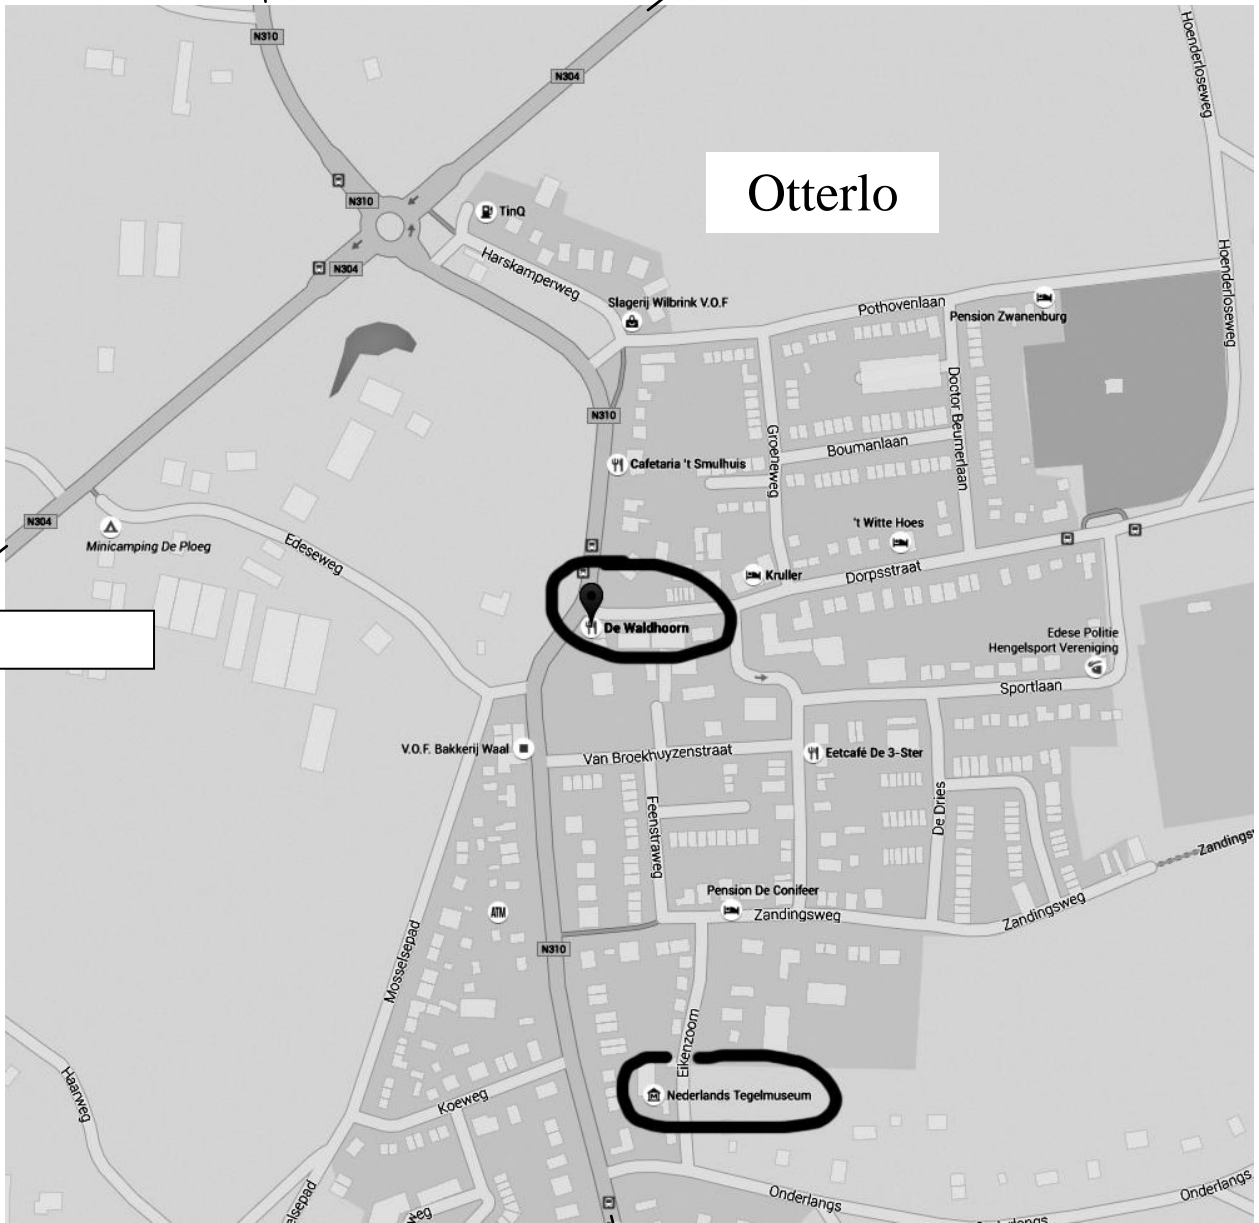 N310
N304
Hoenderloseweg
Otterlo
N310
TinQ
N304
Harskamperweg
Hoenderloseweg
Slagerij Wilbrink V.O.F
Pothovenlaan
Pension Zwanenburg
N310
Doctor Beumerlaan
Groeneweg
Boumanlaan
Cafetaria 't Smulhuis
N304
Minicamping De Ploeg
Edeseweg
't Witte Hoes
Kruller
Dorpsstraat
De Waldhoorn
Edese Politie
Hengelsport Vereniging
Sportlaan
V.O.F. Bakkerij Waal
Van Broekhuyzenstraat
Eetcafé De 3-Ster
Feenstraweg
De Dries
Zandingsw
Pension De Conifeer
ATM
Zandingsweg
Zandingsweg
N310
Mosselsepad
Eikenzoom
Haarweg
Koeweg
Nederlands Tegelmuseum
elsepad
Onderlangs
Onderlangs